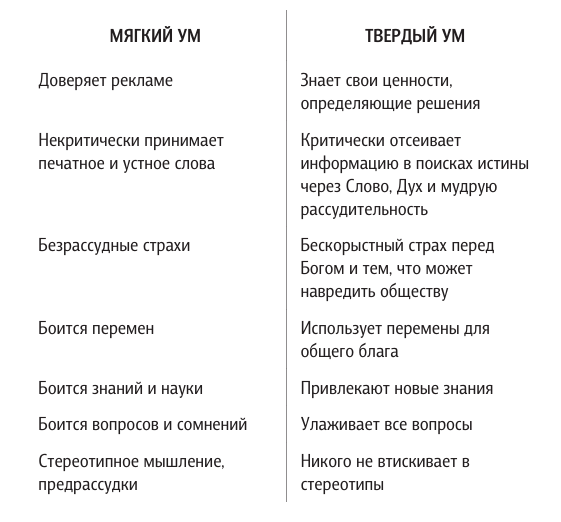 МЯГКИЙ УМ
ТВЕРДЫЙ УМ
Доверяет рекламе
Знает свои ценности,
определяющие решения
Некритически принимает
печатное и устное слова
Критически отсеивает
информацию в поисках истины
через Слово, Дух и мудрую
рассудительность
Безрассудные страхи
Бескорыстный страх перед
Богом и тем, что может
навредить обществу
Боится перемен
Использует перемены для
общего блага
Боится знаний и науки
Привлекают новые знания
Боится вопросов и сомнений
Улаживает все вопросы
Стереотипное мышление,
предрассудки
Никого не втискивает в
стереотипы